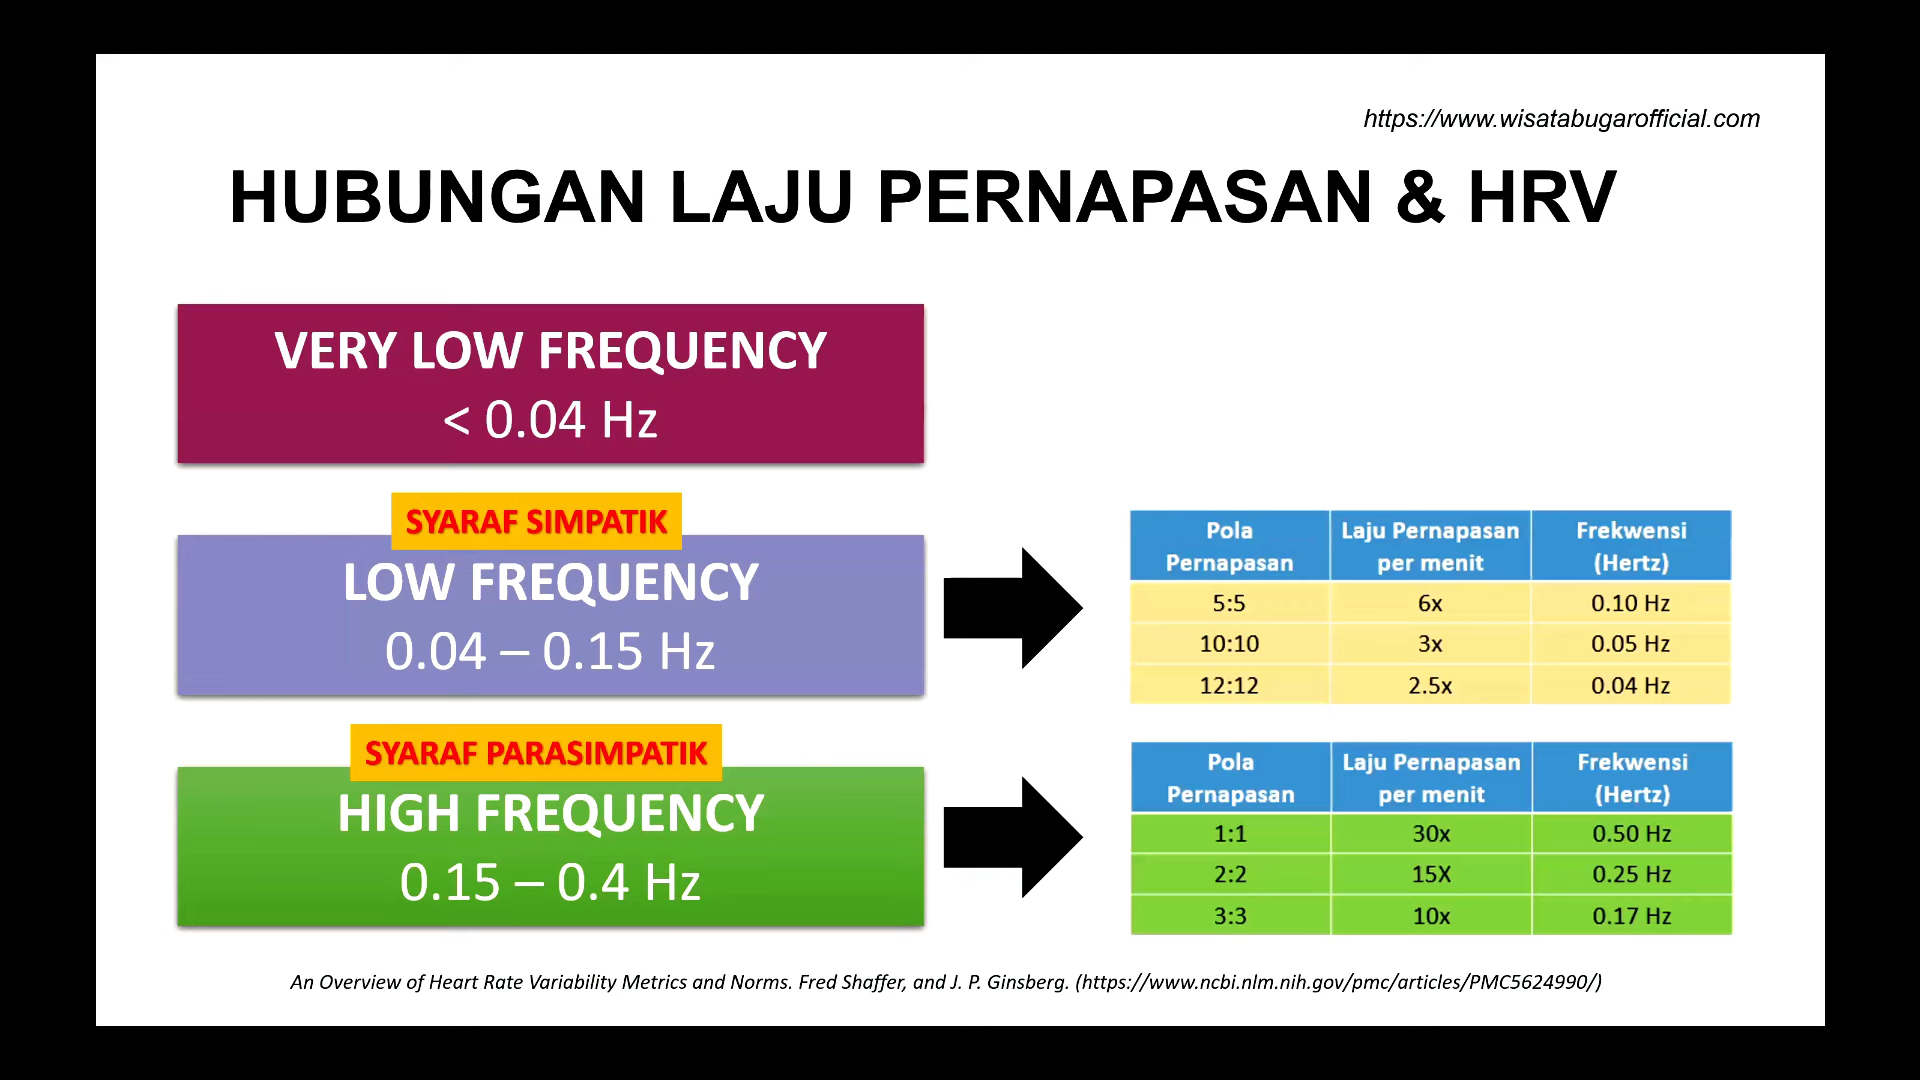 https://www.wisatabugarofficial.com
HUBUNGAN LAJU PERNAPASAN & HRV
VERY LOW FREQUENCY
< 0.04 Hz
SYARAF SIMPATIK
LOW FREQUENCY
0.04 – 0.15 Hz
Pola Pernapasan Laju Pernapasan per menit Frekwensi (Hertz)
5:5 6x 0.10 Hz
10:10 3x 0.05 Hz
12:12 2.5x 0.04 Hz
SYARAF PARASIMPATIK
HIGH FREQUENCY
0.15 – 0.4 Hz
Pola Pernapasan Laju Pernapasan per menit Frekwensi (Hertz)
1:1 30x 0.50 Hz
2:2 15X 0.25 Hz
3:3 10x 0.17 Hz
An Overview of Heart Rate Variability Metrics and Norms. Fred Shaffer, and J. P. Ginsberg. (https://www.ncbi.nlm.nih.gov/pmc/articles/PMC5624990/)